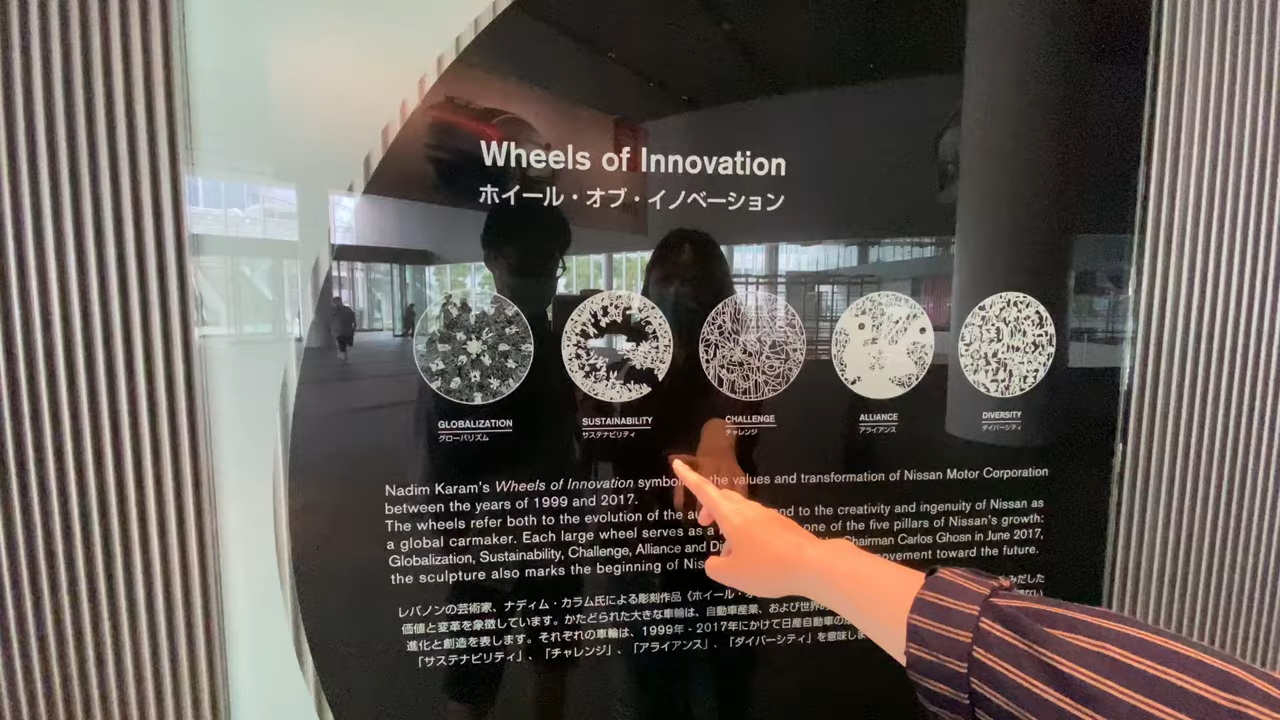 Wheels of Innovation
ホイール・オブ・イノベーション
GLOBALIZATION
グローバリズム
SUSTAINABILITY
サステナビリティ
CHALLENGE
チャレンジ
ALLIANCE
アライアンス
DIVERSITY
ダイバーシティ
Nadim Karam's Wheels of Innovation the values and transformation of Nissan Motor Corporation
between the years of 1999 and 2017.
The wheels refer both to the evolution of the to the creativity and ingenuity of Nissan as
a global carmaker. Each large wheel serves as a one of the five pillars of Nissan's growth:
Globalization, Sustainability, Challenge, Alliance and Chairman Carlos Ghosn in June 2017,
the sculpture also marks the beginning of toward the future.
レバノンの芸術家、ナディム・カラム氏による彫刻作品《ホイール・
価値と変革を象徴しています。かたどられた大きな車輪は、自動車産業、および世界
進化と創造を表します。それぞれの車輪は、1999年 - 2017年にかけて日産自動車の
「サステナビリティ」、「チャレンジ」、「アライアンス」、「ダイバーシティ」を意味しま